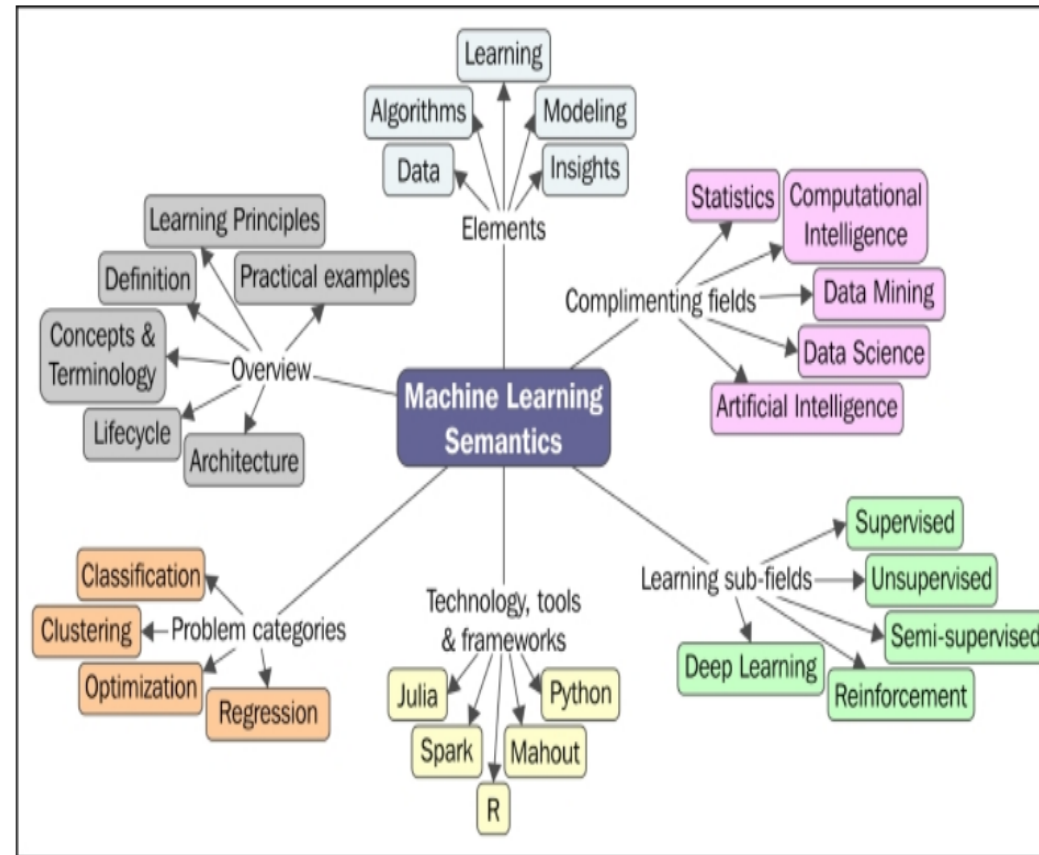 Learning
Algorithms
Modeling
Data
Insights
Elements
Statistics
Computational
Intelligence
Data Mining
Data Science
Artificial Intelligence
Complimenting fields
Learning Principles
Definition
Practical examples
Concepts &
Terminology
Overview
Lifecycle
Architecture
Machine Learning
Semantics
Classification
Clustering
Problem categories
Optimization
Regression
Technology, tools
& frameworks
Julia
Python
Spark
Mahout
R
Learning sub-fields
Supervised
Unsupervised
Semi-supervised
Deep Learning
Reinforcement